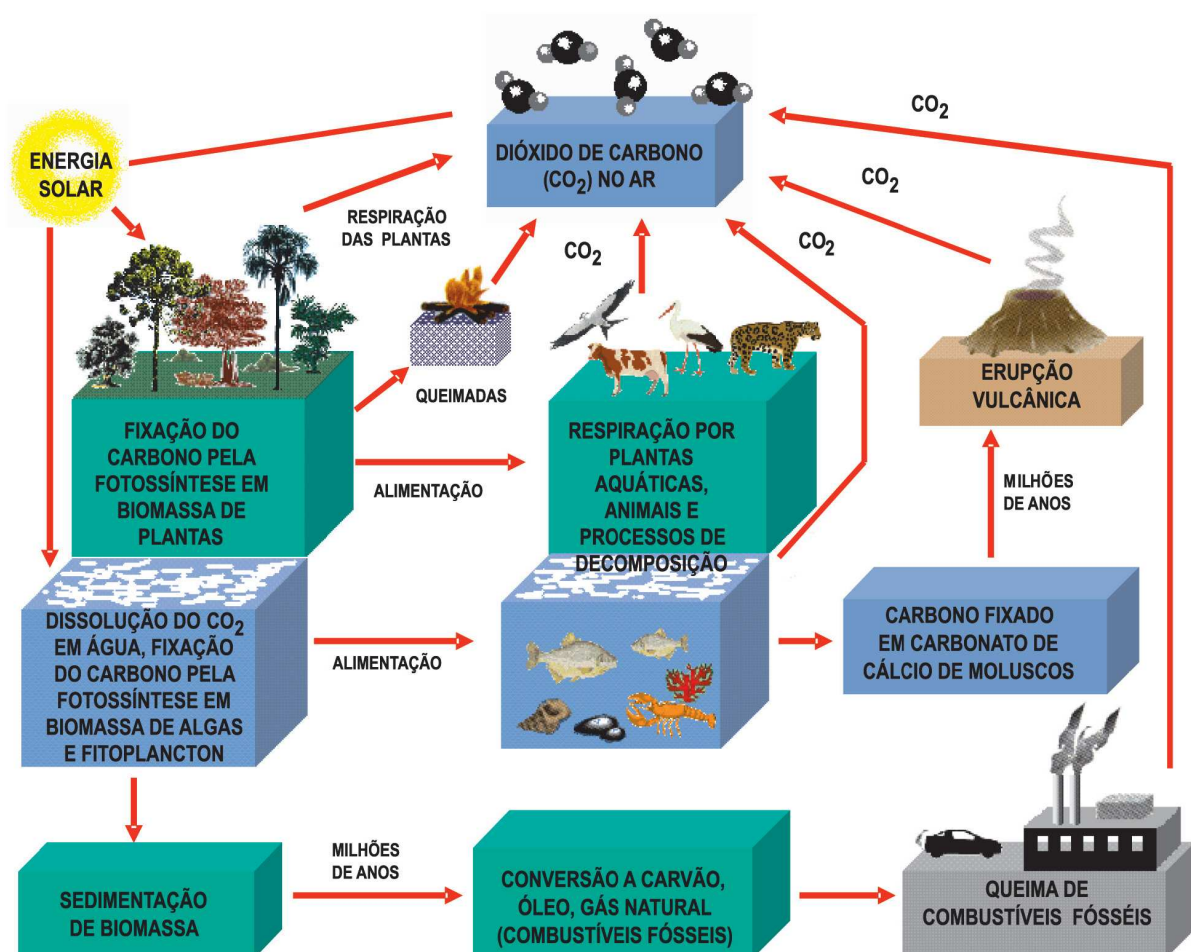 CO2
DIÓXIDO DE CARBONO
(CO2) NO AR
ENERGIA
SOLAR
CO2
RESPIRAÇÃO
DAS PLANTAS
CO2
CO2
QUEIMADAS
ERUPÇÃO
VULCÂNICA
FIXAÇÃO DO
CARBONO PELA
FOTOSSÍNTESE EM
BIOMASSA DE
PLANTAS
ALIMENTAÇÃO
RESPIRAÇÃO POR
PLANTAS
AQUÁTICAS,
ANIMAIS E
PROCESSOS DE
DECOMPOSIÇÃO
MILHÕES
DE ANOS
DISSOLUÇÃO DO CO2
EM ÁGUA, FIXAÇÃO
DO CARBONO PELA
FOTOSSÍNTESE EM
BIOMASSA DE ALGAS
E FITOPLANCTON
ALIMENTAÇÃO
CARBONO FIXADO
EM CARBONATO DE
CÁLCIO DE MOLUSCOS
SEDIMENTAÇÃO
DE BIOMASSA
MILHÕES
DE ANOS
CONVERSÃO A CARVÃO,
ÓLEO, GÁS NATURAL
(COMBUSTÍVEIS FÓSSEIS)
QUEIMA DE
COMBUSTÍVEIS FÓSSÉIS